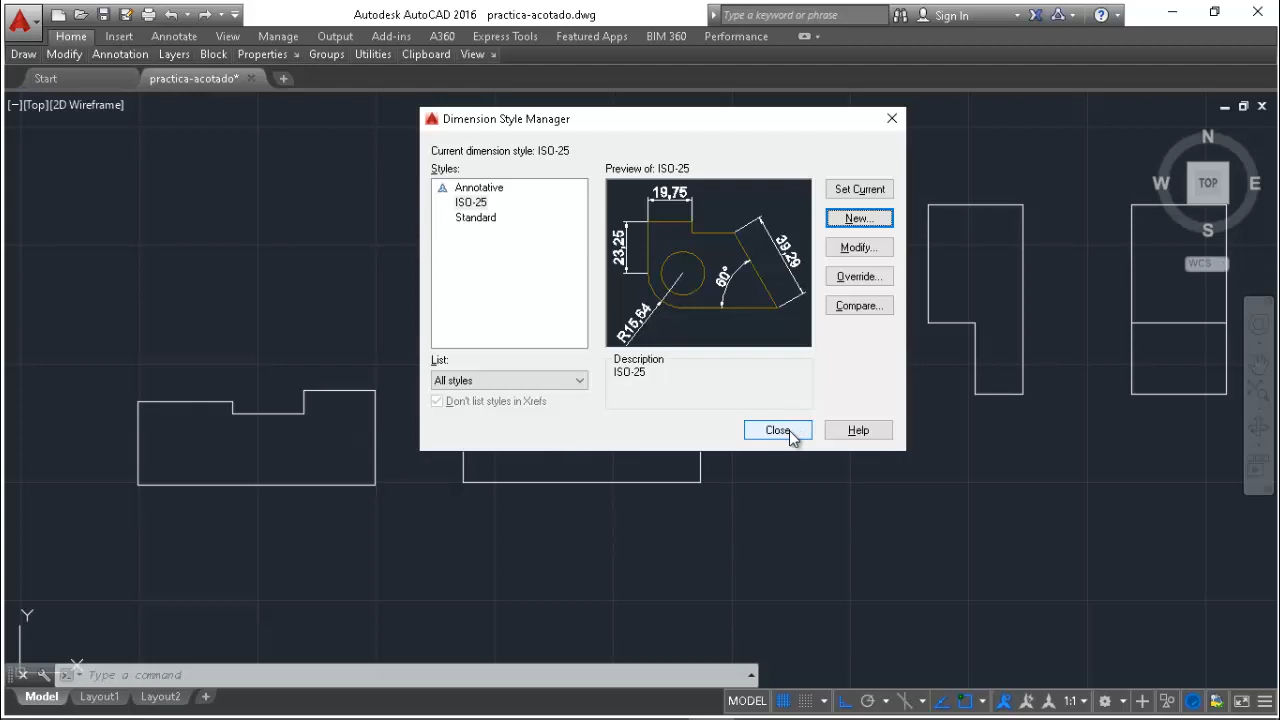 Autodesk AutoCAD 2016 practica-acotado.dwg
Type a keyword or phrase
Sign In
Home Insert Annotate View Manage Output Add-ins A360 Express Tools Featured Apps BIM 360 Performance
Draw Modify Annotation Layers Block Properties Groups Utilities Clipboard View
Start practica-acotado*
[−][Top][2D Wireframe]
Dimension Style Manager
Current dimension style: ISO-25
Styles:
Annotative
ISO-25
Standard
List:
All styles
Don't list styles in Xrefs
Preview of: ISO-25
19,75
23,25
39,29
60°
R15,64
Description
ISO-25
Set Current
New...
Modify...
Override...
Compare...
Close
Help
N
W TOP E
S
WCS
Y
X
Type a command
Model Layout1 Layout2
MODEL 1:1